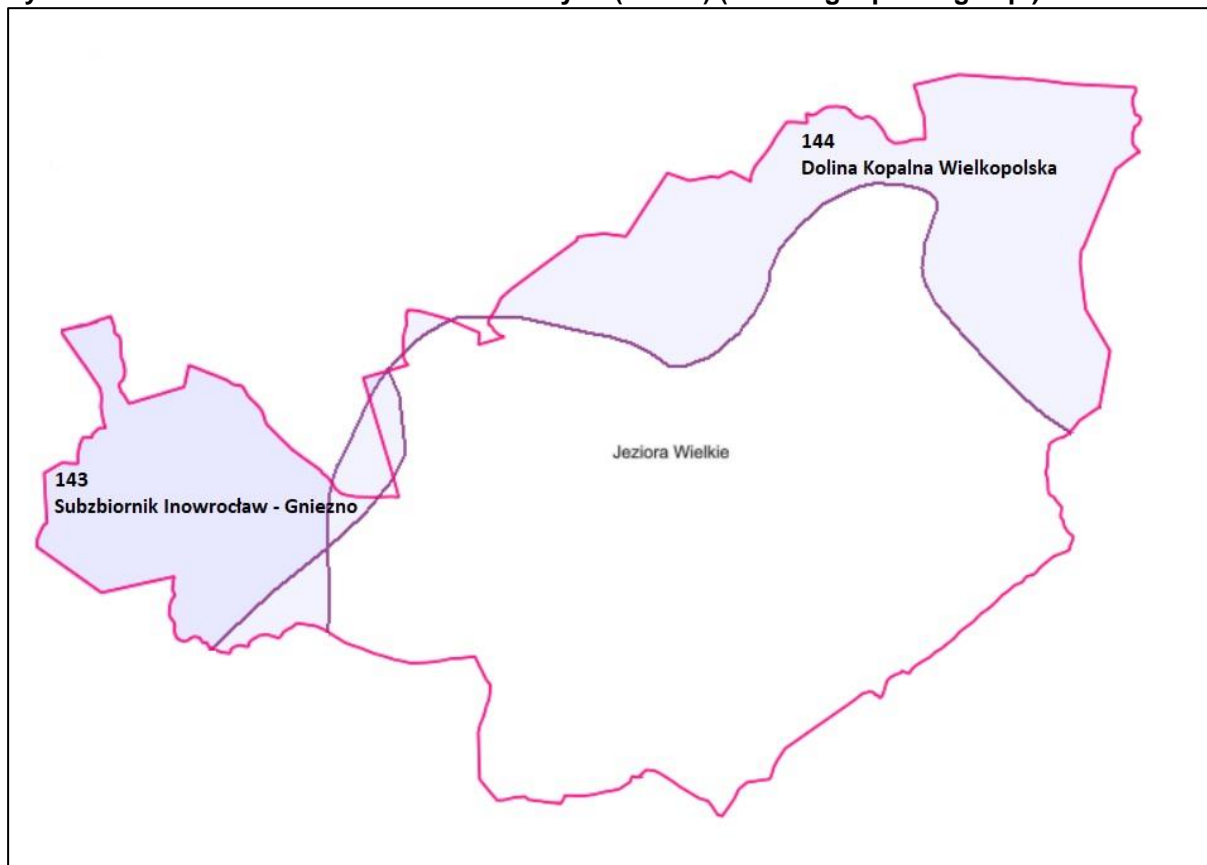 144
Dolina Kopalna Wielkopolska
Jeziora Wielkie
143
Subzbiornik Inowrocław - Gniezno